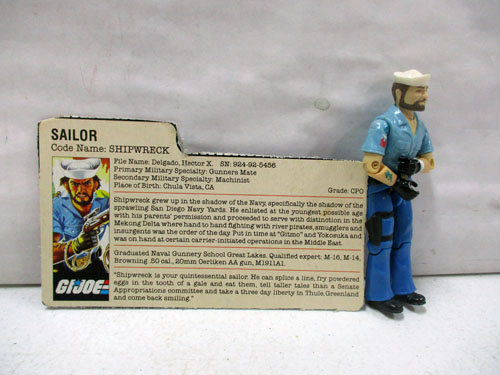 SAILOR
Code Name: SHIPWRECK
File Name: Delgado, Hector X. SN: 924-92-5456
Primary Military Specialty: Gunners Mate
Secondary Military Specialty: Machinist
Place of Birth: Chula Vista, CA
Grade: CPO
Shipwreck grew up in the shadow of the Navy, specifically the shadow of the
sprawling San Diego Navy Yards. He enlisted at the youngest possible age
with his parents' permission and proceeded to serve with distinction in the
Mekong Delta where hand to hand fighting with river pirates, smugglers and
insurgents was the order of the day. Put in time at "Gitmo" and Yokosuka and
was on hand at certain carrier-initiated operations in the Middle East.
Graduated Naval Gunnery School Great Lakes. Qualified expert: M-16, M-14,
Browning .50 cal., 20mm Oerliken AA gun, M1911A1.
"Shipwreck is your quintessential sailor. He can splice a line, fry powdered
eggs in the tooth of a gale and eat them, tell taller tales than a Senate
Appropriations committee and take a three day liberty in Thule, Greenland
and come back smiling."
G.I.JOE